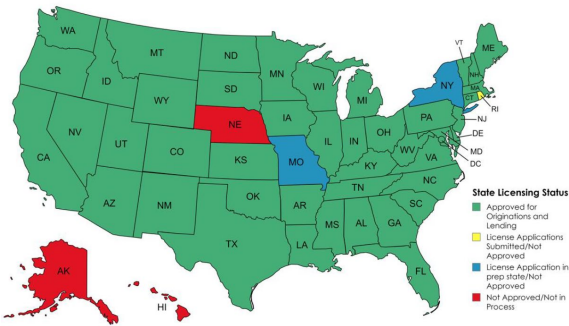 WA
MT
ND
MN
VT
ME
OR
ID
SD
WI
NH
NY
MA
WY
MI
CT
RI
IA
PA
NE
NJ
NV
OH
DE
UT
IL
IN
CO
WV
MD
CA
KS
MO
VA
DC
KY
NC
TN
AZ
NM
OK
AR
SC
MS
AL
GA
TX
LA
FL
AK
HI
State Licensing Status
Approved for
Originations and
Lending
License Applications
Submitted/Not
Approved
License Application in
prep state/Not
Approved
Not Approved/Not in
Process